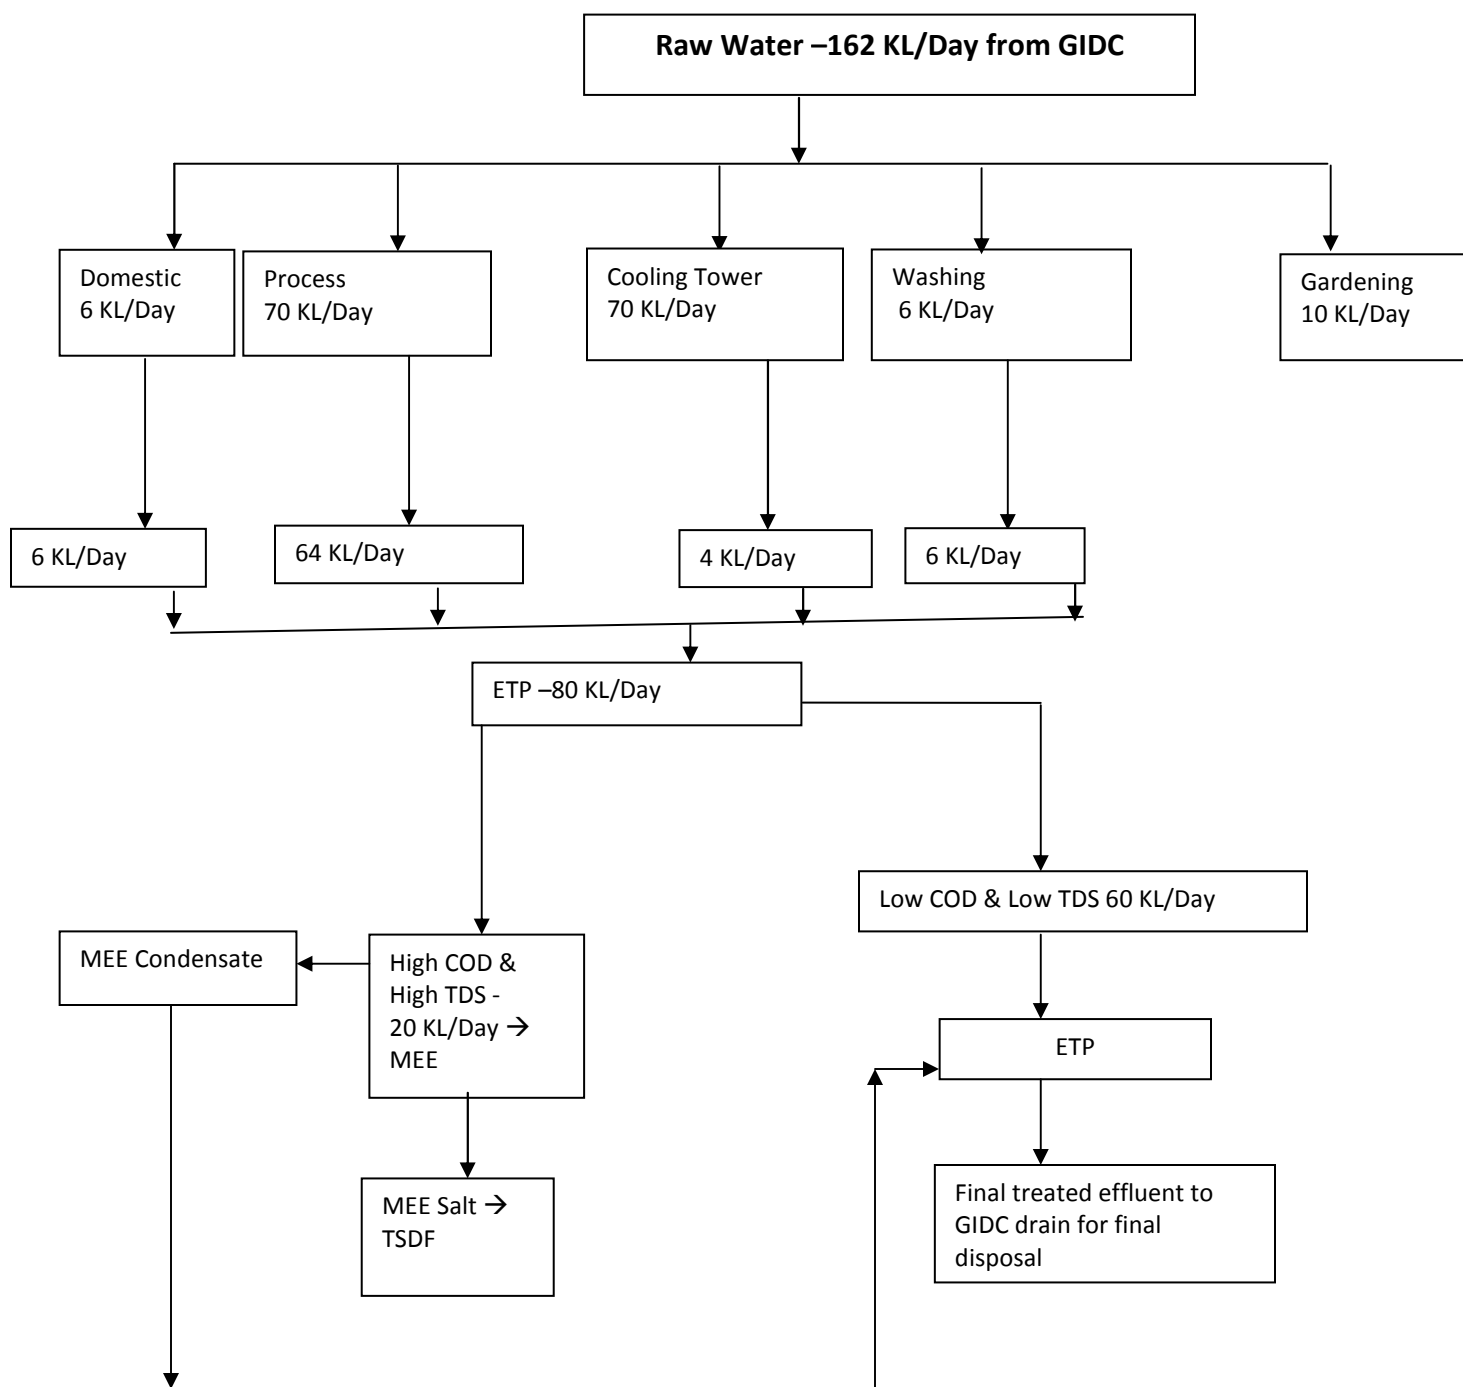 Raw Water –162 KL/Day from GIDC
Domestic
6 KL/Day
Process
70 KL/Day
Cooling Tower
70 KL/Day
Washing
6 KL/Day
Gardening
10 KL/Day
6 KL/Day
64 KL/Day
4 KL/Day
6 KL/Day
ETP –80 KL/Day
Low COD & Low TDS 60 KL/Day
MEE Condensate
High COD &
High TDS -
20 KL/Day →
MEE
ETP
MEE Salt →
TSDF
Final treated effluent to
GIDC drain for final
disposal